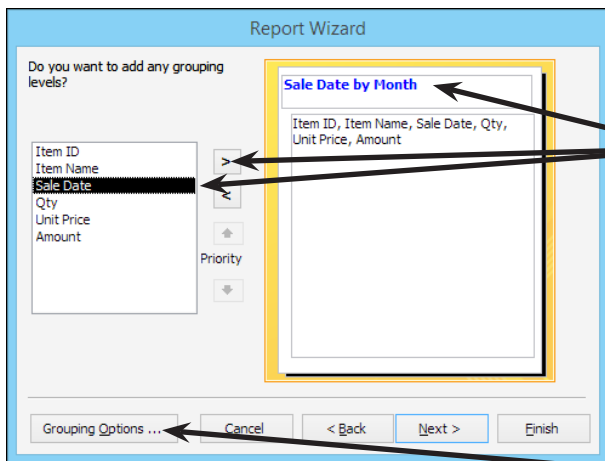 Report Wizard
Do you want to add any grouping
levels?
Sale Date by Month
Item ID, Item Name, Sale Date, Qty,
Unit Price, Amount
Item ID
Item Name
Sale Date
Qty
Unit Price
Amount
>
<
Priority
Grouping Options ...
Cancel
< Back
Next >
Finish